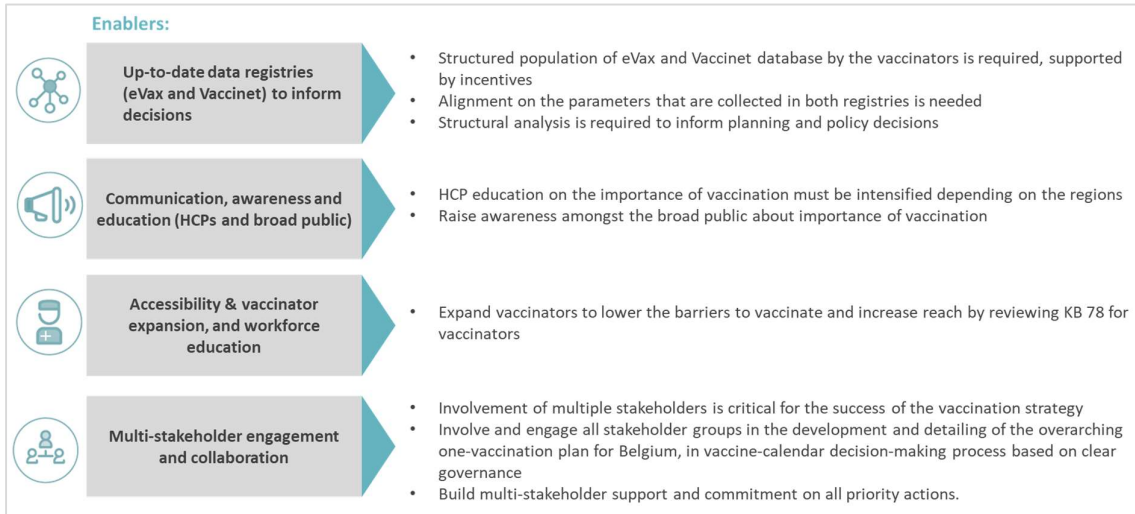 Enablers:
Up-to-date data registries
(eVax and Vaccinet) to inform
decisions
• Structured population of eVax and Vaccinet database by the vaccinators is required, supported
by incentives
• Alignment on the parameters that are collected in both registries is needed
• Structural analysis is required to inform planning and policy decisions
Communication, awareness and
education (HCPs and broad public)
• HCP education on the importance of vaccination must be intensified depending on the regions
• Raise awareness amongst the broad public about importance of vaccination
Accessibility & vaccinator
expansion, and workforce
education
• Expand vaccinators to lower the barriers to vaccinate and increase reach by reviewing KB 78 for
vaccinators
Multi-stakeholder engagement
and collaboration
• Involvement of multiple stakeholders is critical for the success of the vaccination strategy
• Involve and engage all stakeholder groups in the development and detailing of the overarching
one-vaccination plan for Belgium, in vaccine-calendar decision-making process based on clear
governance
• Build multi-stakeholder support and commitment on all priority actions.